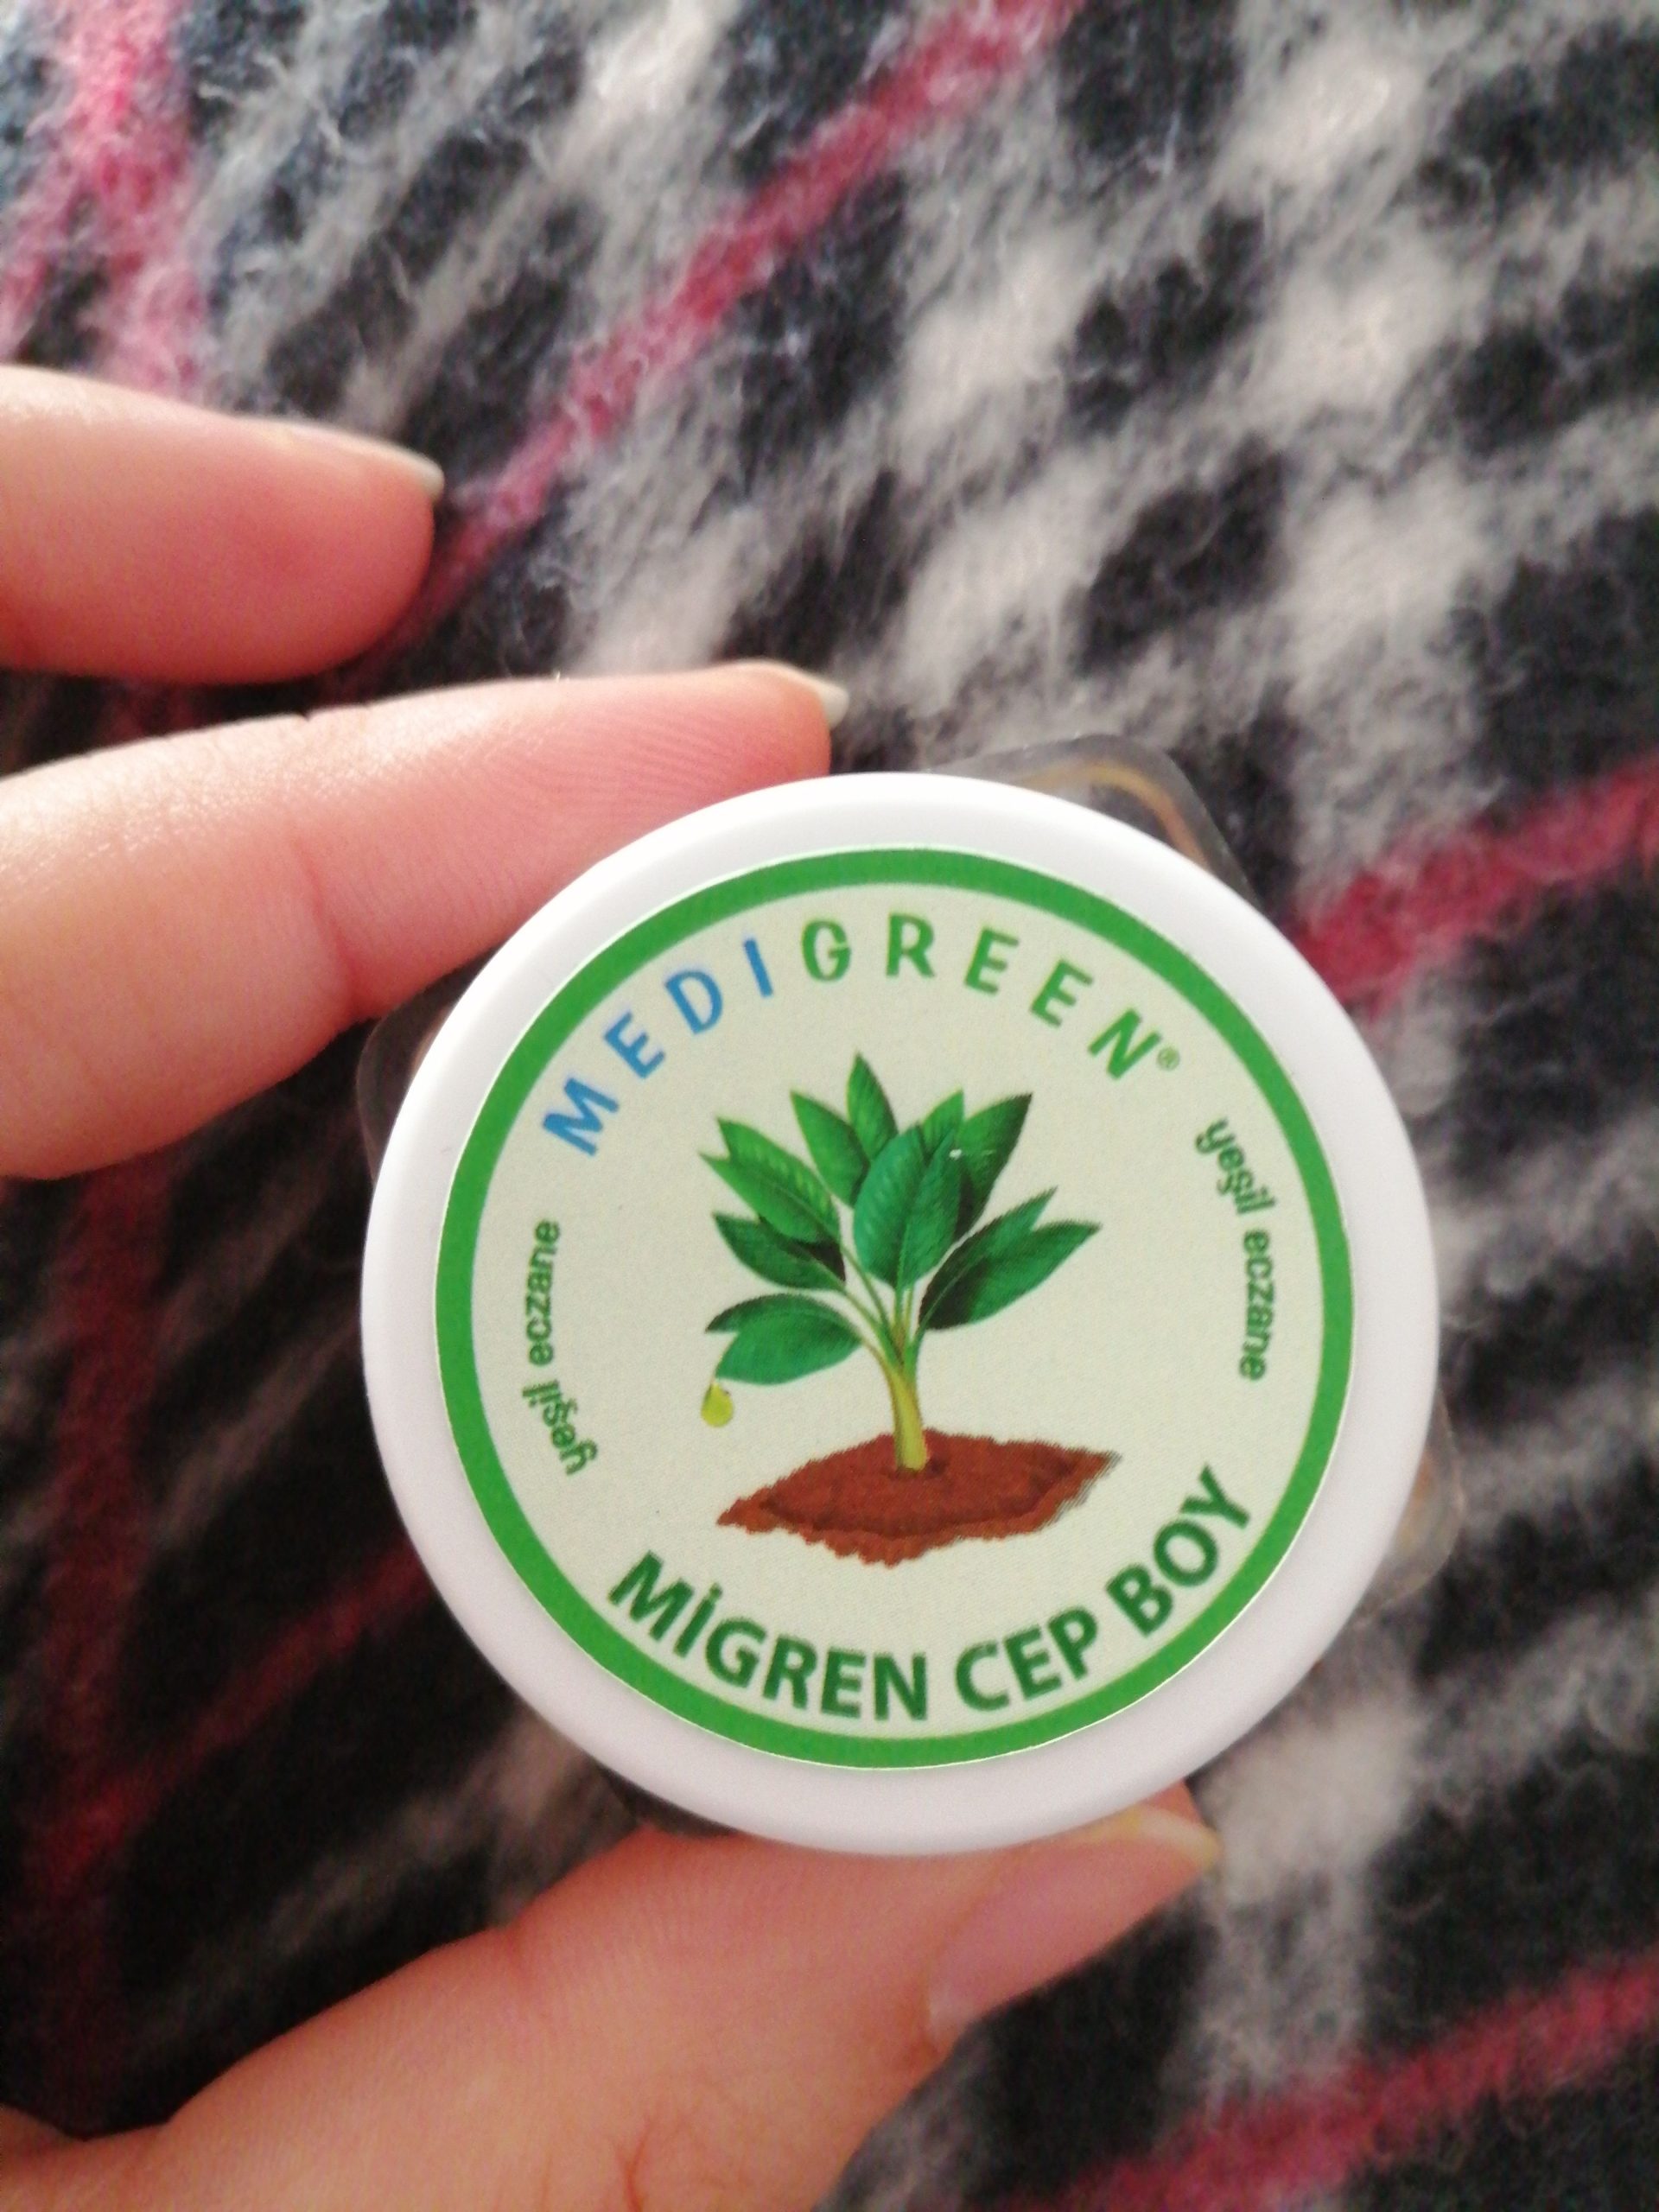 MEDIGREEN®
yeşil eczane
yeşil eczane
MİGREN CEP BOY